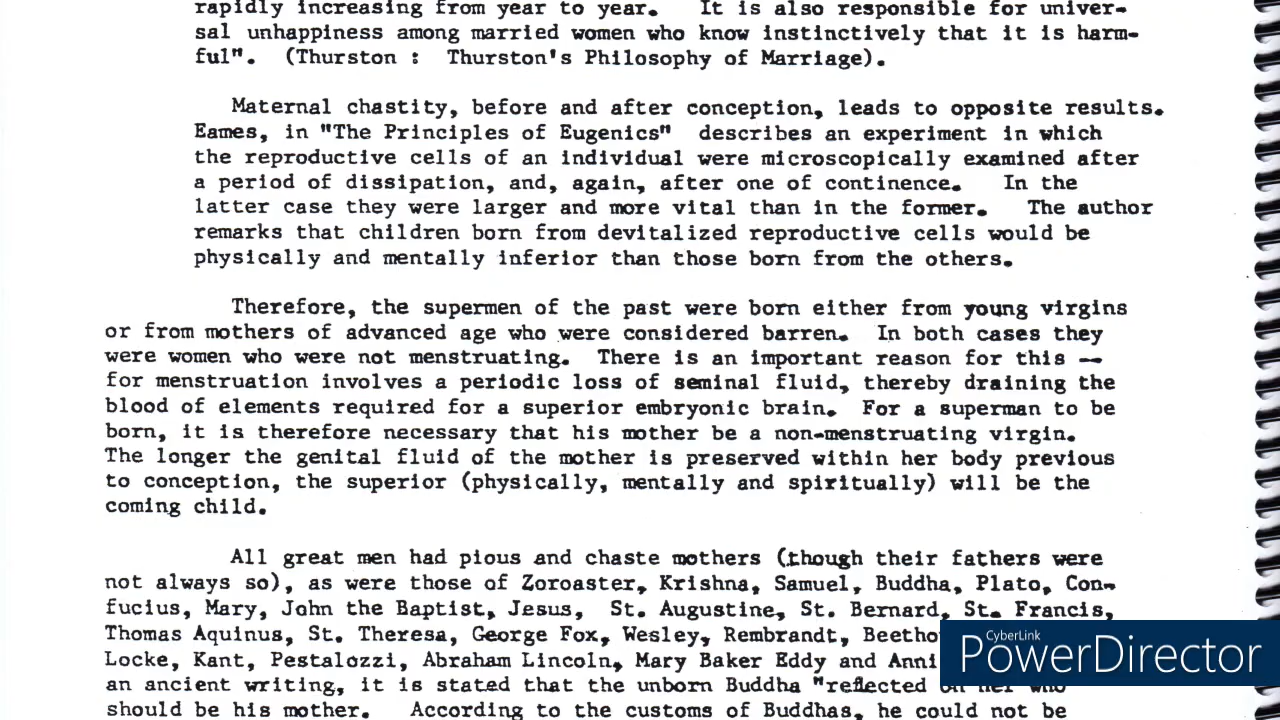 rapidly increasing from year to year. It is also responsible for univer-
sal unhappiness among married women who know instinctively that it is harm-
ful". (Thurston : Thurston's Philosophy of Marriage).
Maternal chastity, before and after conception, leads to opposite results.
Eames, in "The Principles of Eugenics" describes an experiment in which
the reproductive cells of an individual were microscopically examined after
a period of dissipation, and, again, after one of continence. In the
latter case they were larger and more vital than in the former. The author
remarks that children born from devitalized reproductive cells would be
physically and mentally inferior than those born from the others.
Therefore, the supermen of the past were born either from young virgins
or from mothers of advanced age who were considered barren. In both cases they
were women who were not menstruating. There is an important reason for this —
for menstruation involves a periodic loss of seminal fluid, thereby draining the
blood of elements required for a superior embryonic brain. For a superman to be
born, it is therefore necessary that his mother be a non-menstruating virgin.
The longer the genital fluid of the mother is preserved within her body previous
to conception, the superior (physically, mentally and spiritually) will be the
coming child.
All great men had pious and chaste mothers (though their fathers were
not always so), as were those of Zoroaster, Krishna, Samuel, Buddha, Plato, Con-
fucius, Mary, John the Baptist, Jesus, St. Augustine, St. Bernard, St. Francis,
Thomas Aquinus, St. Theresa, George Fox, Wesley, Rembrandt,
Locke, Kant, Pestalozzi, Abraham Lincoln, Mary Baker Eddy and
an ancient writing, it is stated that the unborn Buddha "reflected on her who
should be his mother. According to the customs of Buddhas, he could not be
CyberLink
PowerDirector